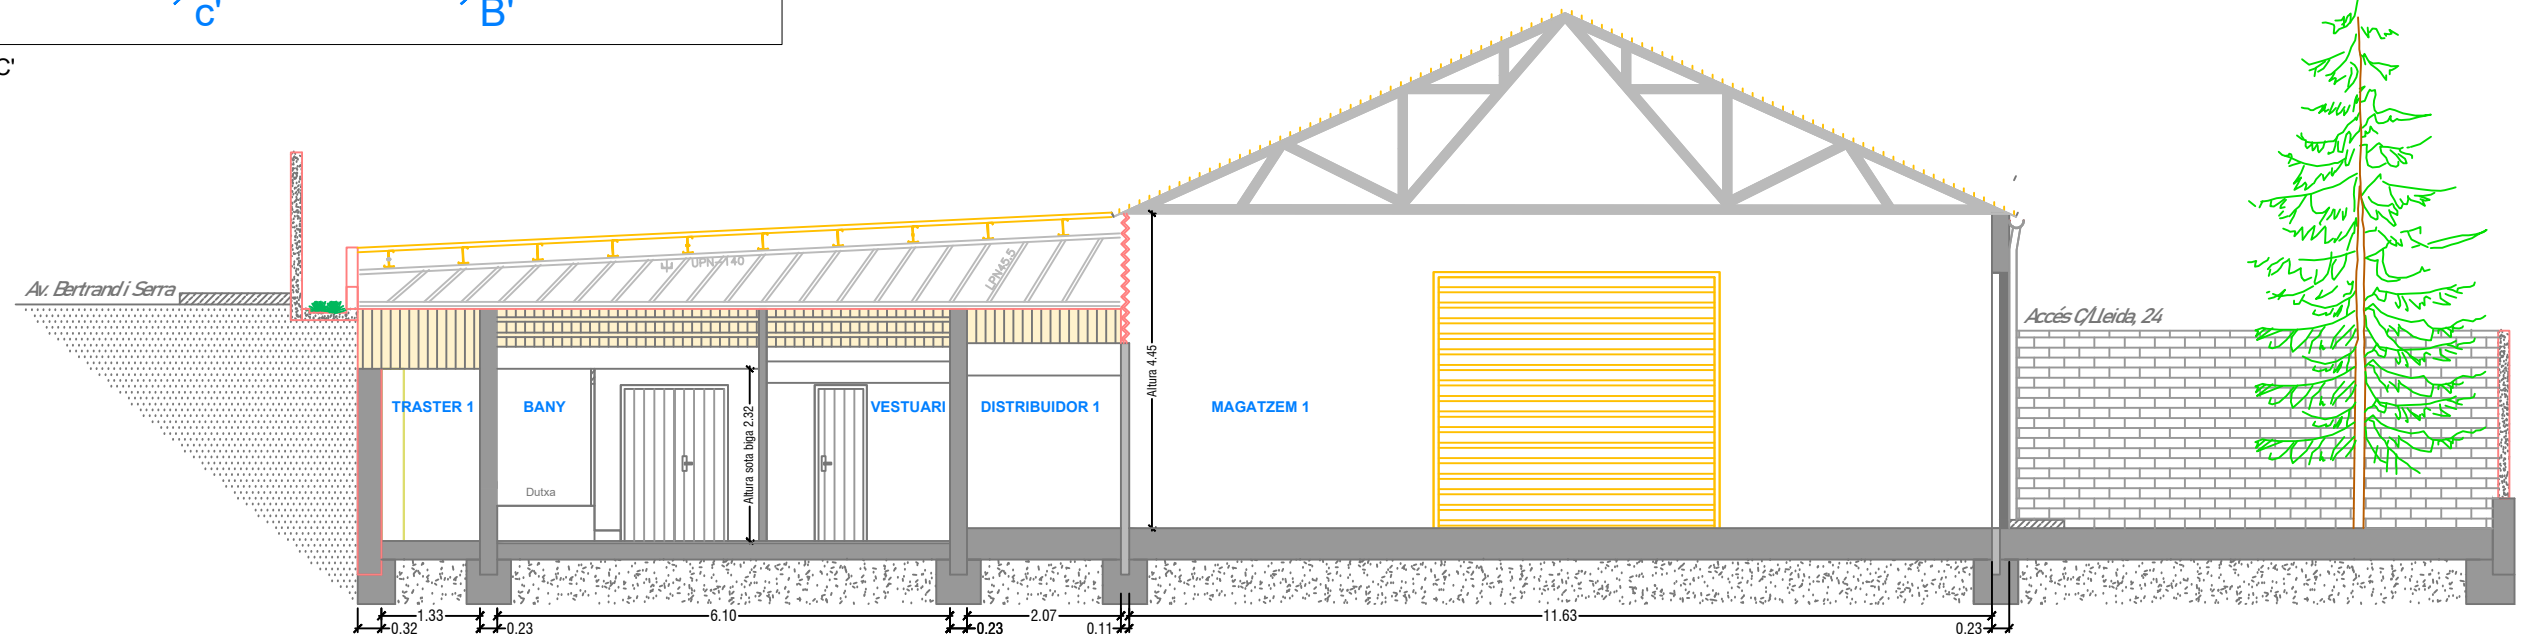 c' B'
C'
UPN-140
LPN45.5
Av. Bertrand i Serra
Accés C/Lleida, 24
TRASTER 1 BANY VESTUARI DISTRIBUIDOR 1 MAGATZEM 1
Altura 4.45
Altura sota biga 2.32
Dutxa
1.33 6.10 2.07 11.63
0.32 0.23 0.23 0.11 0.23